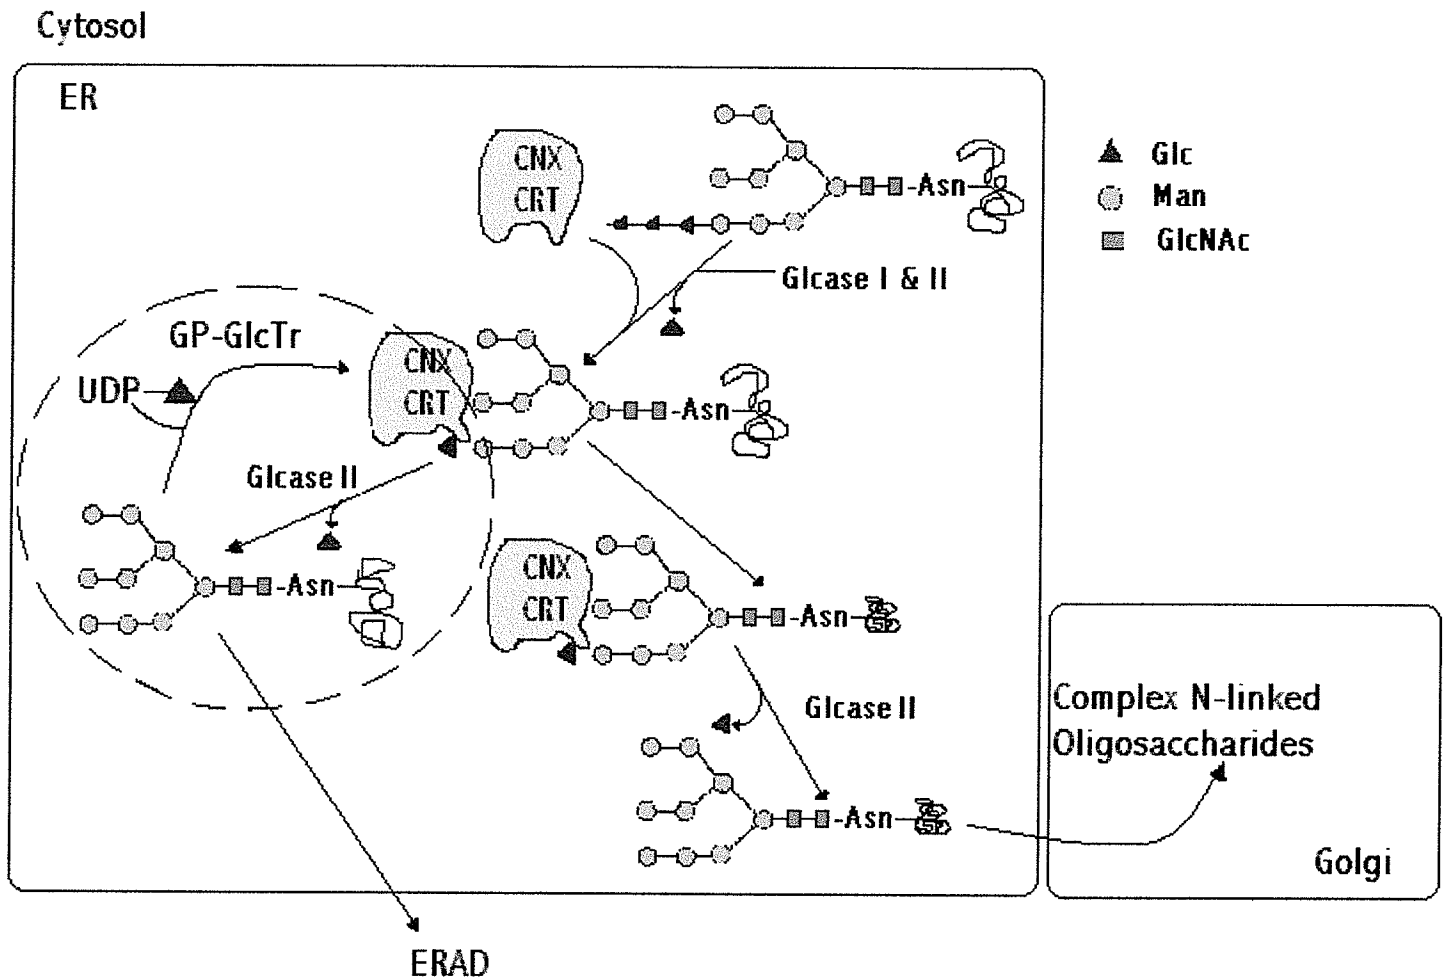 Cytosol
ER
CNX
CRT
-Asn
Glc
Man
GlcNAc
Glcase I & II
GP-GlcTr
UDP
CNX
CRT
-Asn
Glcase II
-Asn
CNX
CRT
-Asn
Glcase II
-Asn
Complex N-linked
Oligosaccharides
Golgi
ERAD